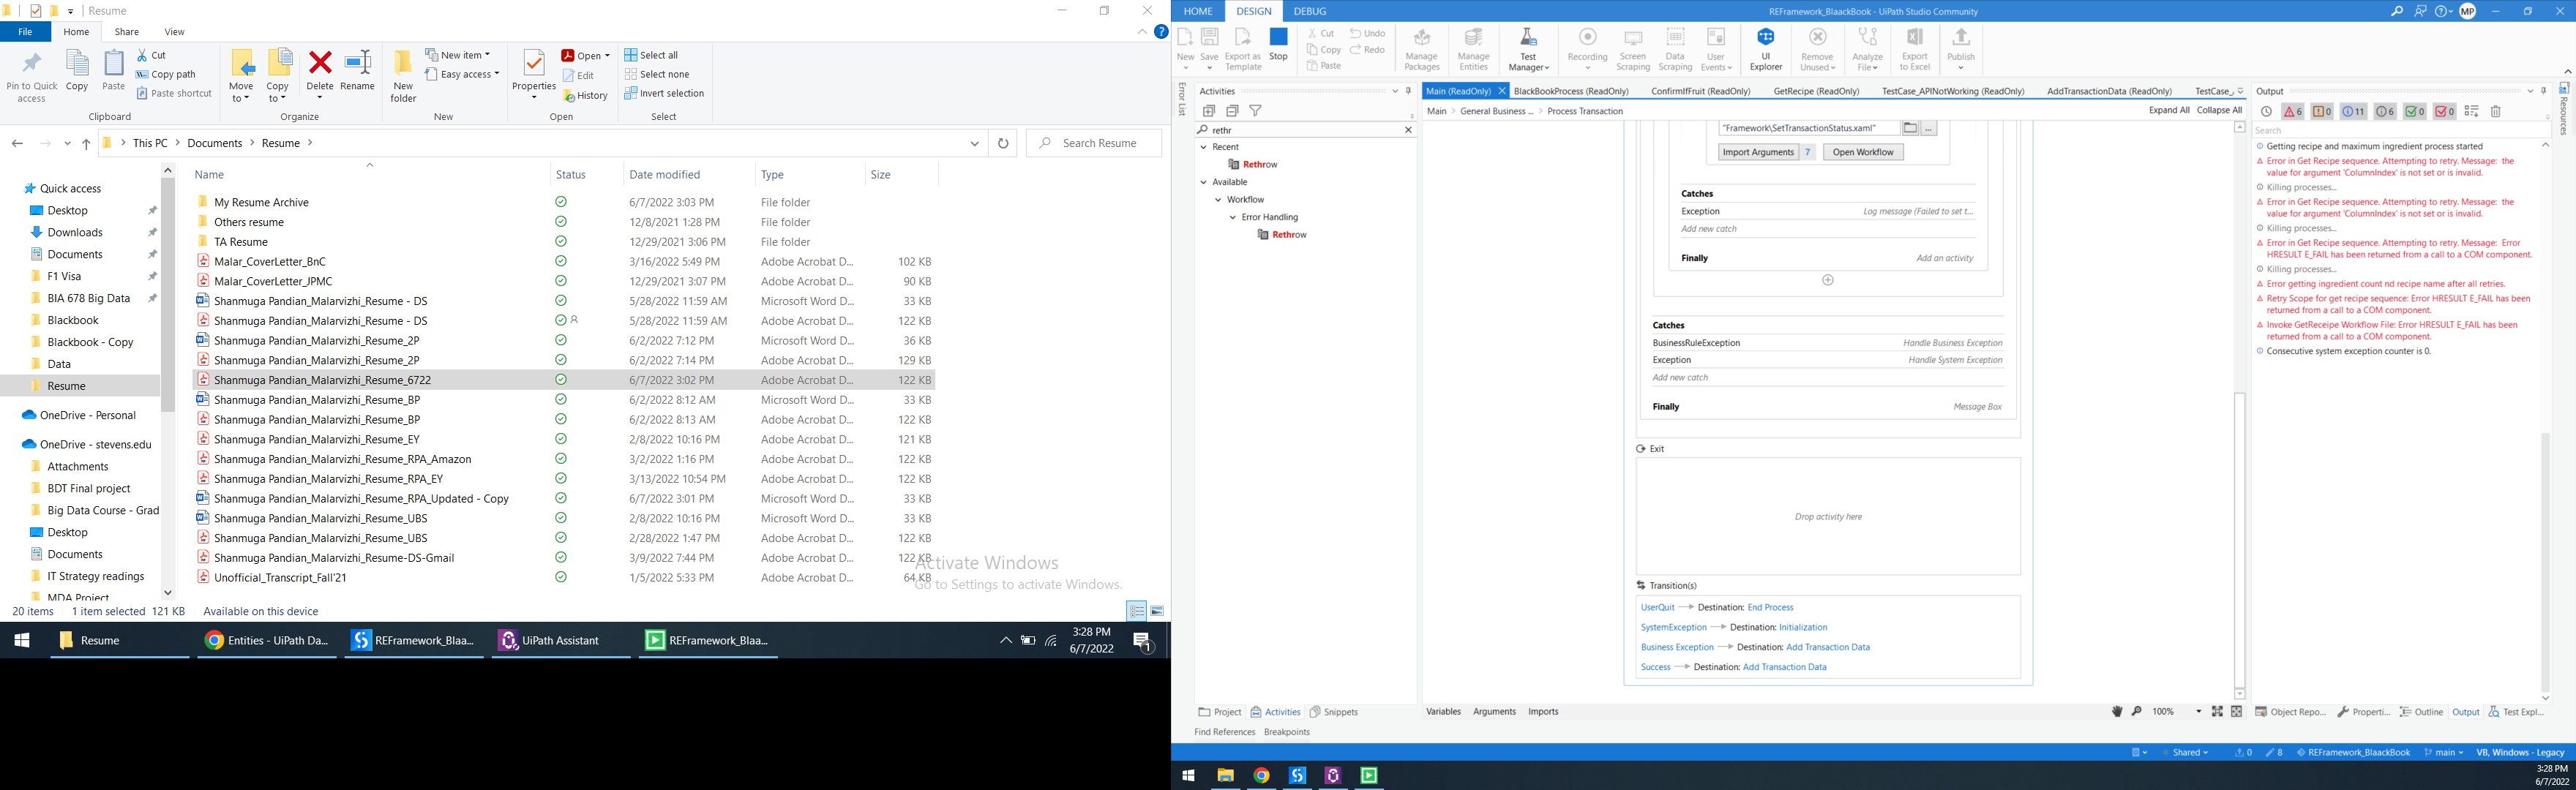 Resume
File
Home
Share
View
Pin to Quick access
Copy
Paste
Cut
Copy path
Paste shortcut
Clipboard
Move to
Copy to
Delete
Rename
Organize
New folder
New item
Easy access
New
Properties
Open
Edit
History
Open
Select all
Select none
Invert selection
Select
This PC > Documents > Resume >
Search Resume
Quick access
Desktop
Downloads
Documents
F1 Visa
BIA 678 Big Data
Blackbook
Blackbook - Copy
Data
Resume
OneDrive - Personal
OneDrive - stevens.edu
Attachments
BDT Final project
Big Data Course - Grad
Desktop
Documents
IT Strategy readings
MDA Project
Name Status Date modified Type Size
My Resume Archive 6/7/2022 3:03 PM File folder
Others resume 12/8/2021 1:28 PM File folder
TA Resume 12/29/2021 3:06 PM File folder
Malar_CoverLetter_BnC 3/16/2022 5:49 PM Adobe Acrobat D... 102 KB
Malar_CoverLetter_JPMC 12/29/2021 3:07 PM Adobe Acrobat D... 90 KB
Shanmuga Pandian_Malarvizhi_Resume - DS 5/28/2022 11:59 AM Microsoft Word D... 33 KB
Shanmuga Pandian_Malarvizhi_Resume - DS 5/28/2022 11:59 AM Adobe Acrobat D... 122 KB
Shanmuga Pandian_Malarvizhi_Resume_2P 6/2/2022 7:12 PM Microsoft Word D... 36 KB
Shanmuga Pandian_Malarvizhi_Resume_2P 6/2/2022 7:14 PM Adobe Acrobat D... 129 KB
Shanmuga Pandian_Malarvizhi_Resume_6722 6/7/2022 3:02 PM Adobe Acrobat D... 122 KB
Shanmuga Pandian_Malarvizhi_Resume_BP 6/2/2022 8:12 AM Microsoft Word D... 33 KB
Shanmuga Pandian_Malarvizhi_Resume_BP 6/2/2022 8:13 AM Adobe Acrobat D... 122 KB
Shanmuga Pandian_Malarvizhi_Resume_EY 2/8/2022 10:16 PM Adobe Acrobat D... 121 KB
Shanmuga Pandian_Malarvizhi_Resume_RPA_Amazon 3/2/2022 1:16 PM Adobe Acrobat D... 122 KB
Shanmuga Pandian_Malarvizhi_Resume_RPA_EY 3/13/2022 10:54 PM Adobe Acrobat D... 122 KB
Shanmuga Pandian_Malarvizhi_Resume_RPA_Updated - Copy 6/7/2022 3:01 PM Microsoft Word D... 33 KB
Shanmuga Pandian_Malarvizhi_Resume_UBS 2/8/2022 10:16 PM Microsoft Word D... 33 KB
Shanmuga Pandian_Malarvizhi_Resume_UBS 2/28/2022 1:47 PM Adobe Acrobat D... 122 KB
Shanmuga Pandian_Malarvizhi_Resume-DS-Gmail 3/9/2022 7:44 PM Adobe Acrobat D... 122 KB
Unofficial_Transcript_Fall'21 1/5/2022 5:33 PM Adobe Acrobat D... 64 KB
Activate Windows
Go to Settings to activate Windows.
20 items 1 item selected 121 KB Available on this device
Resume
Entities - UiPath Da...
REFramework_Blaa...
UiPath Assistant
REFramework_Blaa...
3:28 PM
6/7/2022
1
HOME DESIGN DEBUG
REFramework_BlaackBook - UiPath Studio Community
MP
New
Save
Export as Template
Stop
Cut
Copy
Paste
Undo
Redo
Manage Packages
Manage Entities
Test Manager
Recording
Screen Scraping
Data Scraping
User Events
UI Explorer
Remove Unused
Analyze File
Export to Excel
Publish
Error List
Activities
rethr
Recent
Rethrow
Available
Workflow
Error Handling
Rethrow
Project Activities Snippets
Main (ReadOnly) BlackBookProcess (ReadOnly) ConfirmIfFruit (ReadOnly) GetRecipe (ReadOnly) TestCase_APINotWorking (ReadOnly) AddTransactionData (ReadOnly) TestCase_
Main > General Business ... > Process Transaction
Expand All Collapse All
"Framework\SetTransactionStatus.xaml" ...
Import Arguments 7 Open Workflow
Catches
Exception Log message (Failed to set t...
Add new catch
Finally Add an activity
Catches
BusinessRuleException Handle Business Exception
Exception Handle System Exception
Add new catch
Finally Message Box
Exit
Drop activity here
Transition(s)
UserQuit Destination: End Process
SystemException Destination: Initialization
Business Exception Destination: Add Transaction Data
Success Destination: Add Transaction Data
Variables Arguments Imports
100%
Output
6 0 11 6 0 0
Search
Getting recipe and maximum ingredient process started
Error in Get Recipe sequence. Attempting to retry. Message: the
value for argument 'ColumnIndex' is not set or is invalid.
Killing processes...
Error in Get Recipe sequence. Attempting to retry. Message: the
value for argument 'ColumnIndex' is not set or is invalid.
Killing processes...
Error in Get Recipe sequence. Attempting to retry. Message: Error
HRESULT E_FAIL has been returned from a call to a COM component.
Killing processes...
Error getting ingredient count nd recipe name after all retries.
Retry Scope for get recipe sequence: Error HRESULT E_FAIL has been
returned from a call to a COM component.
Invoke GetReceipe Workflow File: Error HRESULT E_FAIL has been
returned from a call to a COM component.
Consecutive system exception counter is 0.
Resources
Object Repo... Properti... Outline Output Test Expl...
Find References Breakpoints
Shared 0 8 REFramework_BlaackBook main VB, Windows - Legacy
3:28 PM
6/7/2022